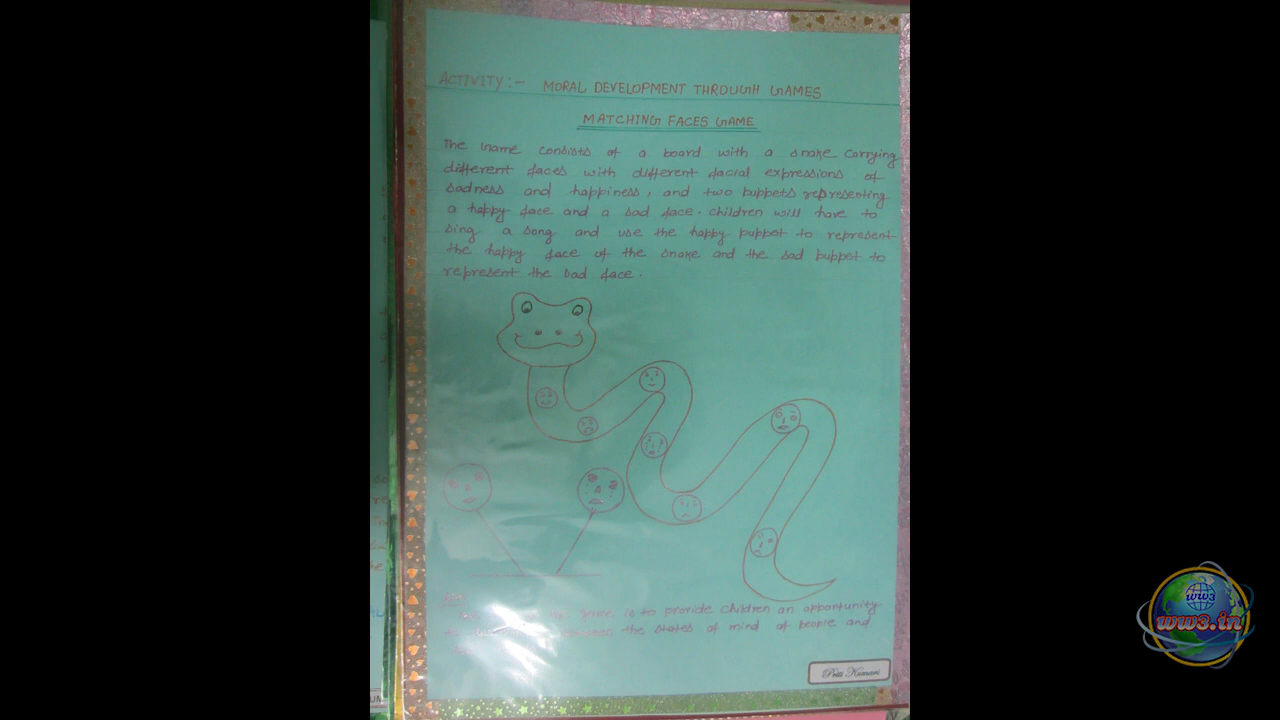 ACTIVITY :- MORAL DEVELOPMENT THROUGH GAMES
MATCHING FACES GAME
The Game consists of a board with a snake carrying
different faces with different facial expressions of
sadness and happiness, and two puppets representing
a happy face and a sad face. children will have to
sing a song and use the happy puppet to represent
the happy face of the snake and the sad puppet to
represent the sad face.
is to provide children an opportunity
between the states of mind of people and
Priti Kumari
ww3
ww3.in